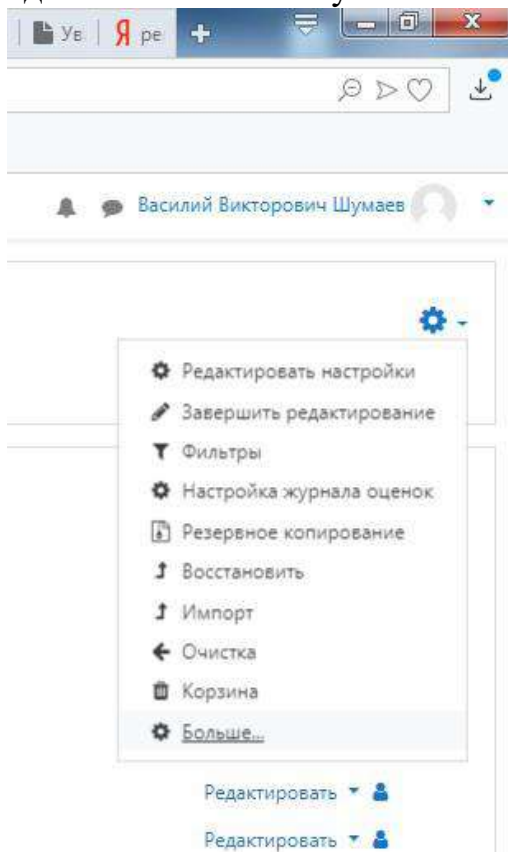 Ув
Я ре
Василий Викторович Шумаев
Редактировать настройки
Завершить редактирование
Фильтры
Настройка журнала оценок
Резервное копирование
Восстановить
Импорт
Очистка
Корзина
Больше...
Редактировать
Редактировать